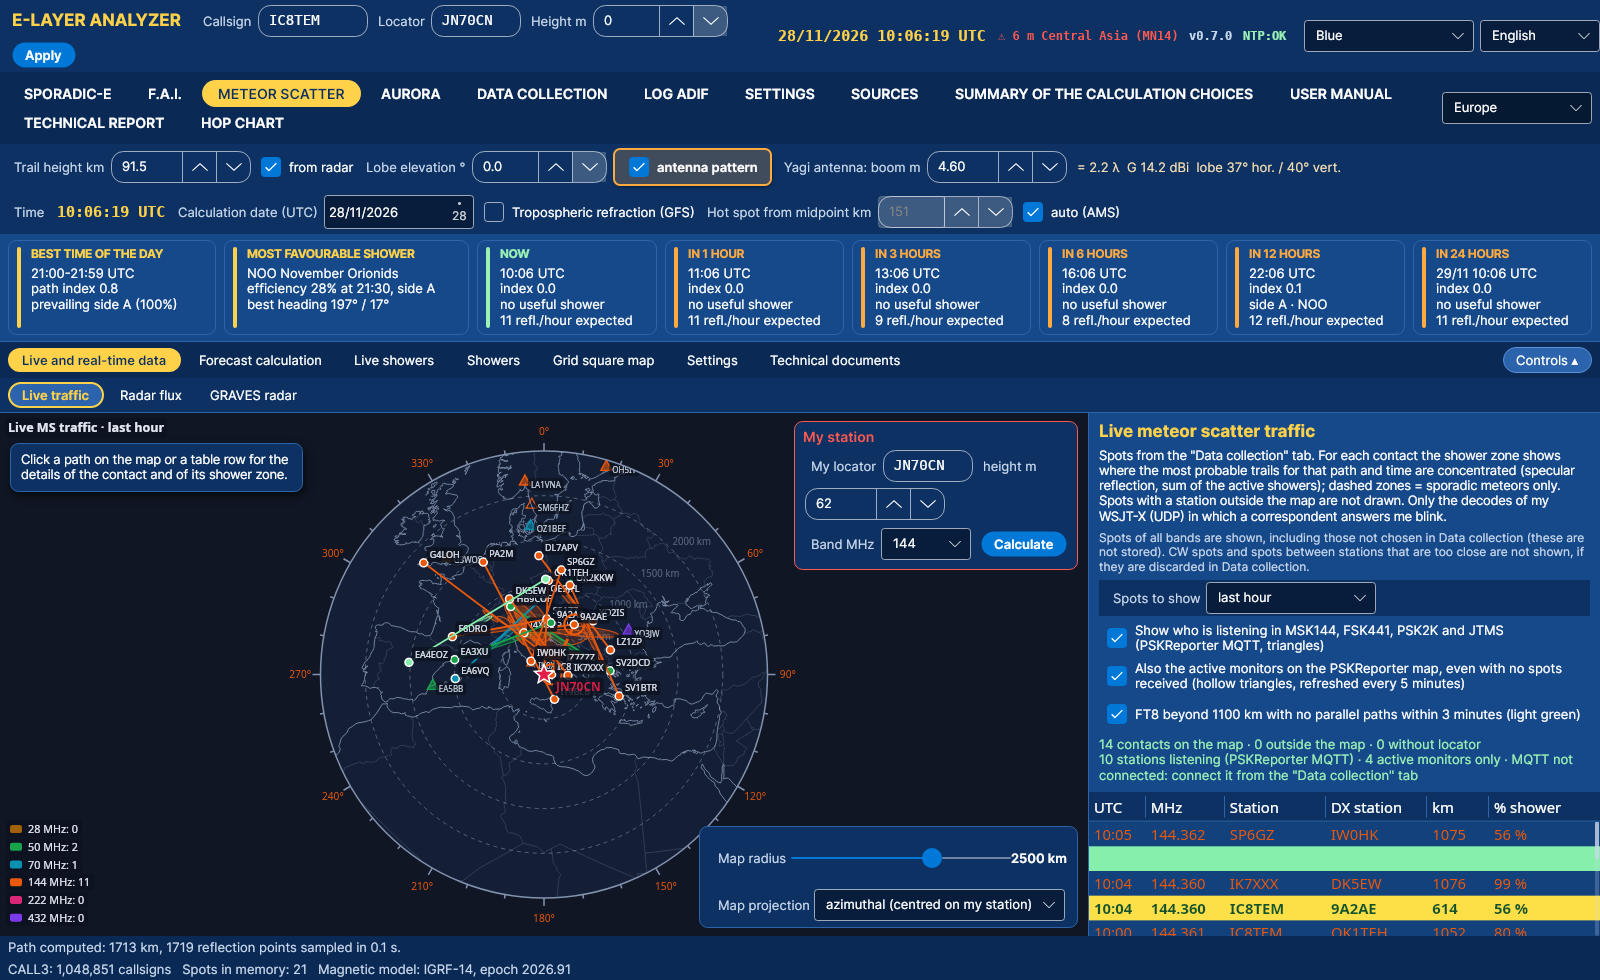 E-LAYER ANALYZER
Callsign IC8TEM Locator JN70CN Height m 0
Apply
28/11/2026 10:06:19 UTC ⚠ 6 m Central Asia (MN14) v0.7.0 NTP:OK
Blue English
SPORADIC-E F.A.I. METEOR SCATTER AURORA DATA COLLECTION LOG ADIF SETTINGS SOURCES SUMMARY OF THE CALCULATION CHOICES USER MANUAL
TECHNICAL REPORT HOP CHART
Europe
Trail height km 91.5 from radar Lobe elevation ° 0.0 antenna pattern Yagi antenna: boom m 4.60 = 2.2 λ G 14.2 dBi lobe 37° hor. / 40° vert.
Time 10:06:19 UTC Calculation date (UTC) 28/11/2026 28 Tropospheric refraction (GFS) Hot spot from midpoint km 151 auto (AMS)
BEST TIME OF THE DAY
21:00-21:59 UTC
path index 0.8
prevailing side A (100%)
MOST FAVOURABLE SHOWER
NOO November Orionids
efficiency 28% at 21:30, side A
best heading 197° / 17°
NOW
10:06 UTC
index 0.0
no useful shower
11 refl./hour expected
IN 1 HOUR
11:06 UTC
index 0.0
no useful shower
11 refl./hour expected
IN 3 HOURS
13:06 UTC
index 0.0
no useful shower
9 refl./hour expected
IN 6 HOURS
16:06 UTC
index 0.0
no useful shower
8 refl./hour expected
IN 12 HOURS
22:06 UTC
index 0.1
side A · NOO
12 refl./hour expected
IN 24 HOURS
29/11 10:06 UTC
index 0.0
no useful shower
11 refl./hour expected
Live and real-time data Forecast calculation Live showers Showers Grid square map Settings Technical documents
Controls ▴
Live traffic Radar flux GRAVES radar
Live MS traffic · last hour
Click a path on the map or a table row for the
details of the contact and of its shower zone.
0°
330° 30°
300° 60°
270° 90°
240° 120°
210° 150°
180°
2000 km
1500 km
1000 km
LA1VNA
SM6FHZ
OZ1BEF
DL7APV
G4LOH
PA2M
SP6GZ
OK1TEH
DK5EW
9A2AE
F6DRO
LZ1ZP
EA4EOZ
EA3XU
IW0HK
SV2DCD
EA6VQ
IC8
IK7XXX
EA5BB
JN70CN
SV1BTR
My station
My locator JN70CN height m
62
Band MHz 144 Calculate
28 MHz: 0
50 MHz: 2
70 MHz: 1
144 MHz: 11
222 MHz: 0
432 MHz: 0
Map radius 2500 km
Map projection azimuthal (centred on my station)
Live meteor scatter traffic
Spots from the "Data collection" tab. For each contact the shower zone shows
where the most probable trails for that path and time are concentrated (specular
reflection, sum of the active showers); dashed zones = sporadic meteors only.
Spots with a station outside the map are not drawn. Only the decodes of my
WSJT-X (UDP) in which a correspondent answers me blink.
Spots of all bands are shown, including those not chosen in Data collection (these are
not stored). CW spots and spots between stations that are too close are not shown, if
they are discarded in Data collection.
Spots to show last hour
Show who is listening in MSK144, FSK441, PSK2K and JTMS
(PSKReporter MQTT, triangles)
Also the active monitors on the PSKReporter map, even with no spots
received (hollow triangles, refreshed every 5 minutes)
FT8 beyond 1100 km with no parallel paths within 3 minutes (light green)
14 contacts on the map · 0 outside the map · 0 without locator
10 stations listening (PSKReporter MQTT) · 4 active monitors only · MQTT not
connected: connect it from the "Data collection" tab
UTC MHz Station DX station km % shower
10:05 144.362 SP6GZ IW0HK 1075 56 %
10:04 144.360 IK7XXX DK5EW 1076 99 %
10:04 144.360 IC8TEM 9A2AE 614 56 %
10:00 144.361 IC8TEM OK1TEH 1052 80 %
Path computed: 1713 km, 1719 reflection points sampled in 0.1 s.
CALL3: 1,048,851 callsigns Spots in memory: 21 Magnetic model: IGRF-14, epoch 2026.91